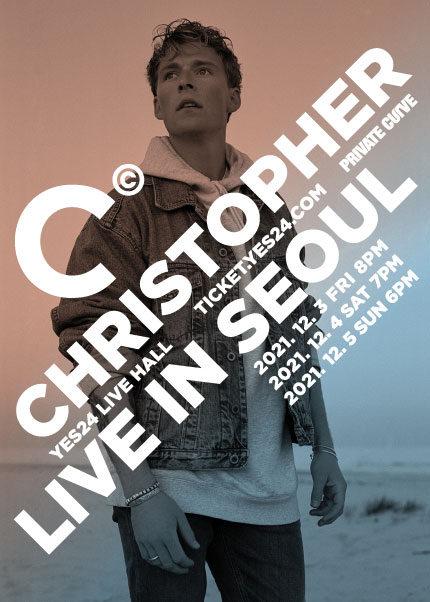 C©
CHRISTOPHER
PRIVATE CURVE
YES24 LIVE HALL
TICKET.YES24.COM
LIVE IN SEOUL
2021. 12. 3 FRI 8PM
2021. 12. 4 SAT 7PM
2021. 12. 5 SUN 6PM